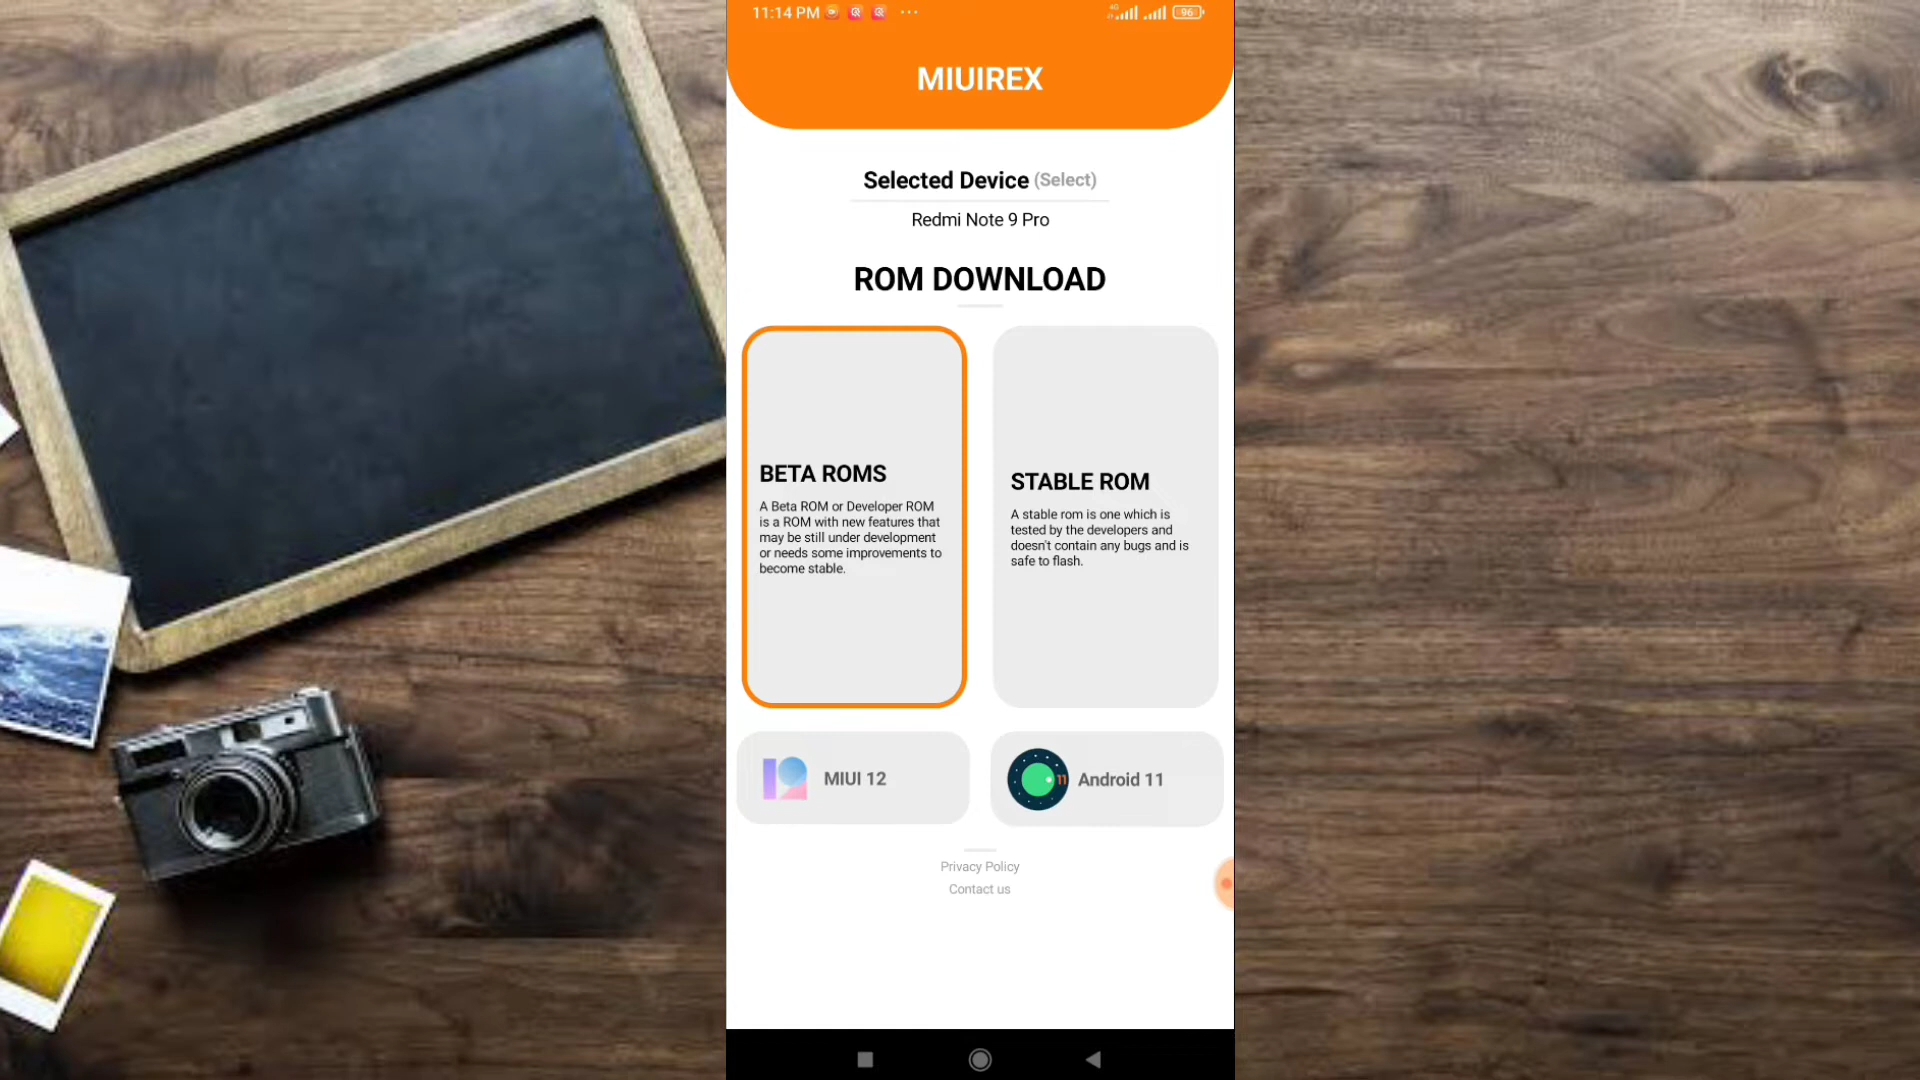 11:14 PM
4G
96
MIUIREX
Selected Device (Select)
Redmi Note 9 Pro
ROM DOWNLOAD
BETA ROMS
A Beta ROM or Developer ROM
is a ROM with new features that
may be still under development
or needs some improvements to
become stable.
STABLE ROM
A stable rom is one which is
tested by the developers and
doesn't contain any bugs and is
safe to flash.
MIUI 12
11
Android 11
Privacy Policy
Contact us